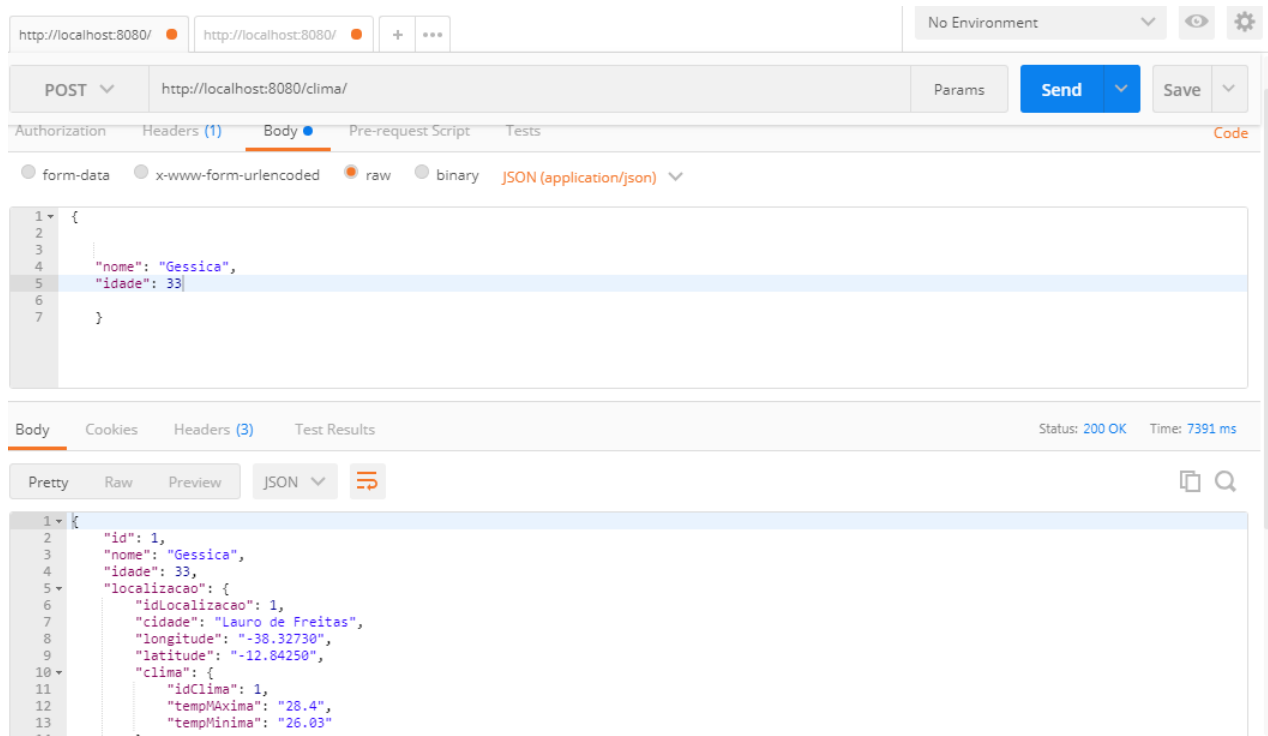 http://localhost:8080/ http://localhost:8080/ + ••• No Environment
POST http://localhost:8080/clima/ Params Send Save
Authorization Headers (1) Body Pre-request Script Tests Code
form-data x-www-form-urlencoded raw binary JSON (application/json)
1 {
2
3
4 "nome": "Gessica",
5 "idade": 33
6
7 }
Body Cookies Headers (3) Test Results Status: 200 OK Time: 7391 ms
Pretty Raw Preview JSON
1 {
2 "id": 1,
3 "nome": "Gessica",
4 "idade": 33,
5 "localizacao": {
6 "idLocalizacao": 1,
7 "cidade": "Lauro de Freitas",
8 "longitude": "-38.32730",
9 "latitude": "-12.84250",
10 "clima": {
11 "idClima": 1,
12 "tempMAxima": "28.4",
13 "tempMinima": "26.03"